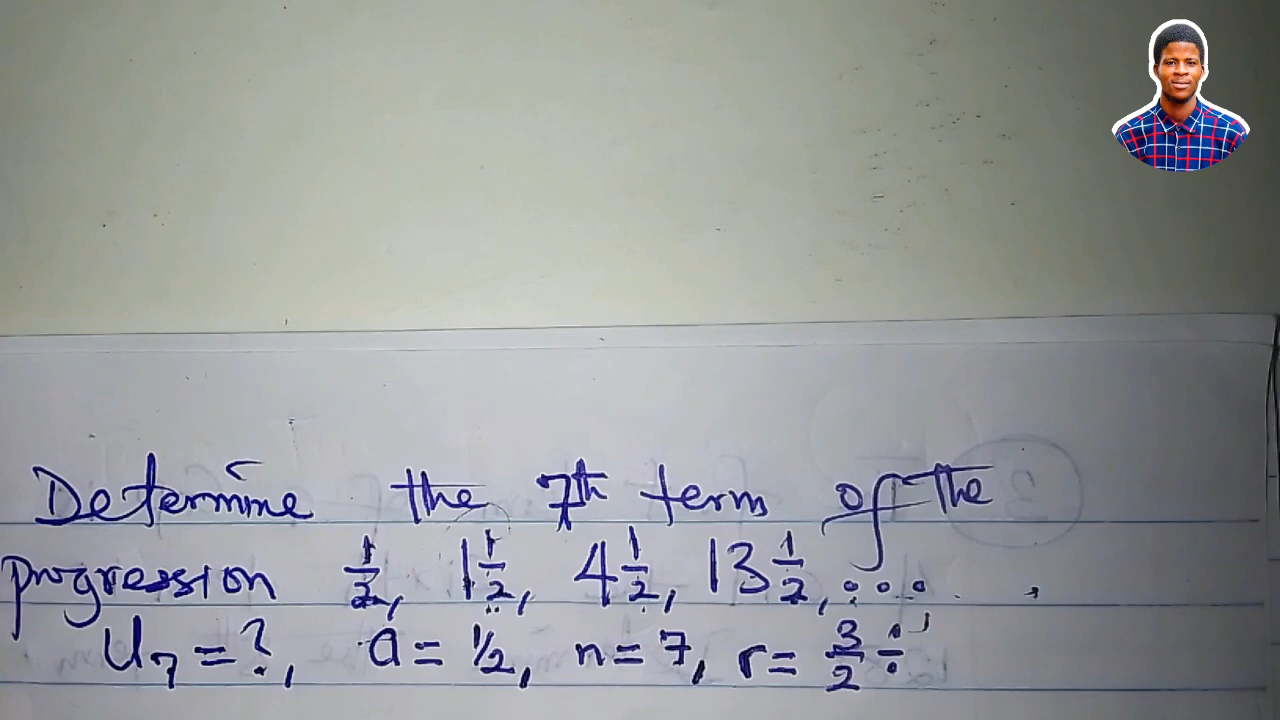 Determine the 7th term of the
progression 1/2, 1 1/2, 4 1/2, 13 1/2, ...
U7 = ?, a = 1/2, n = 7, r = 3/2 ÷